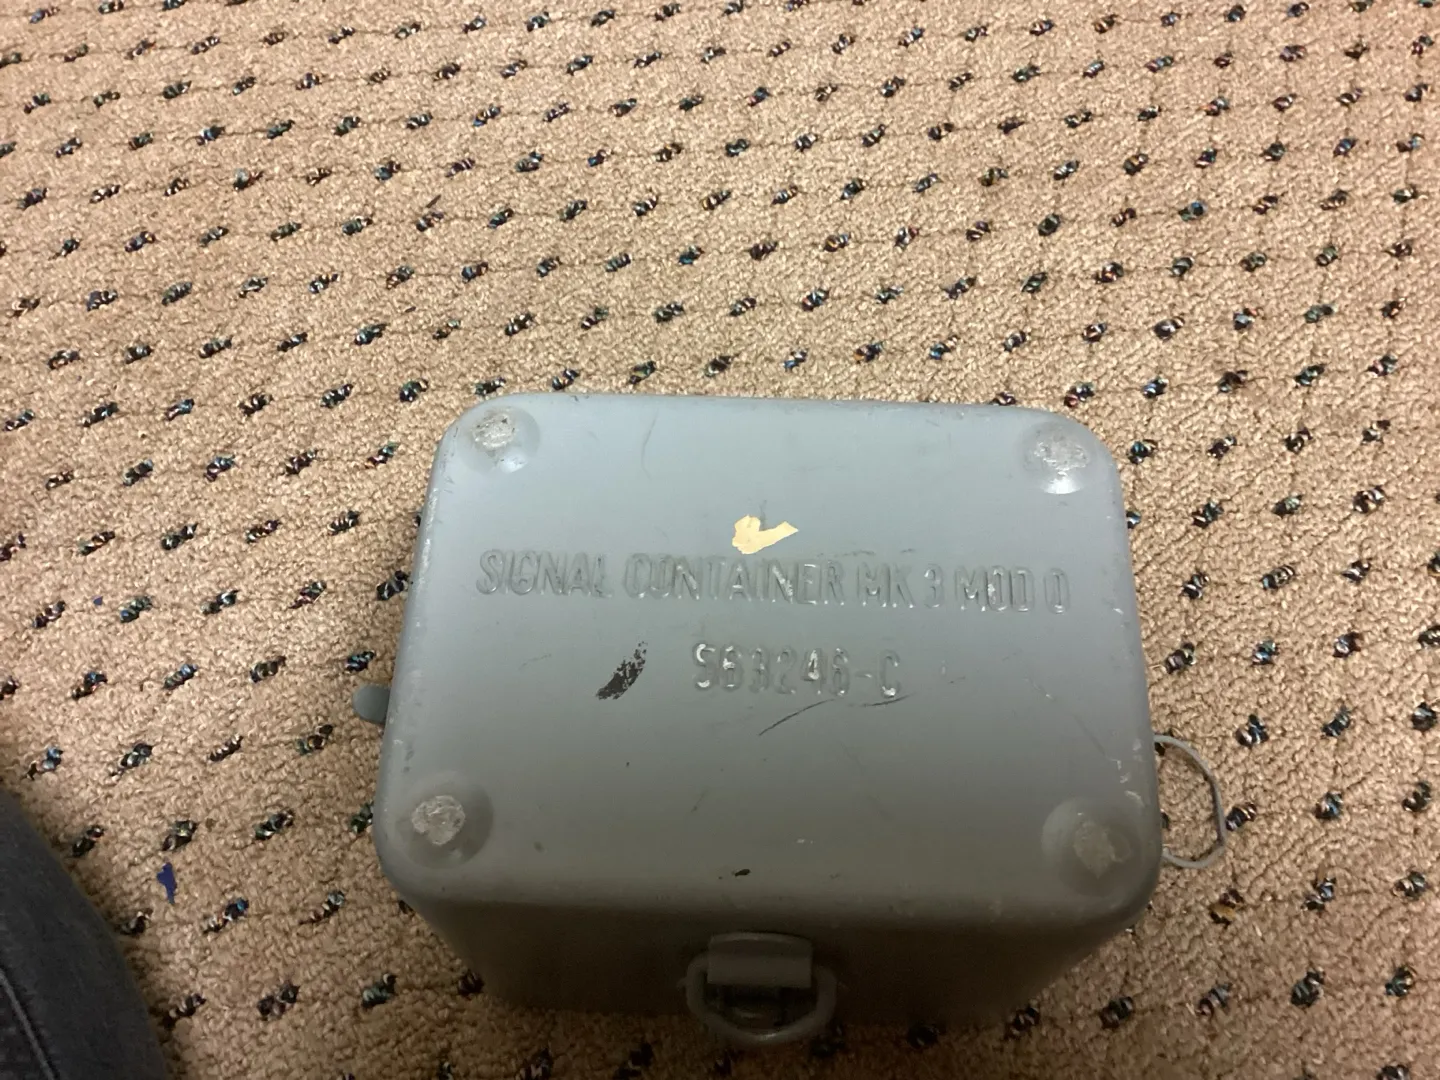 SIGNAL CONTAINER MK 3 MOD 0
563246-C